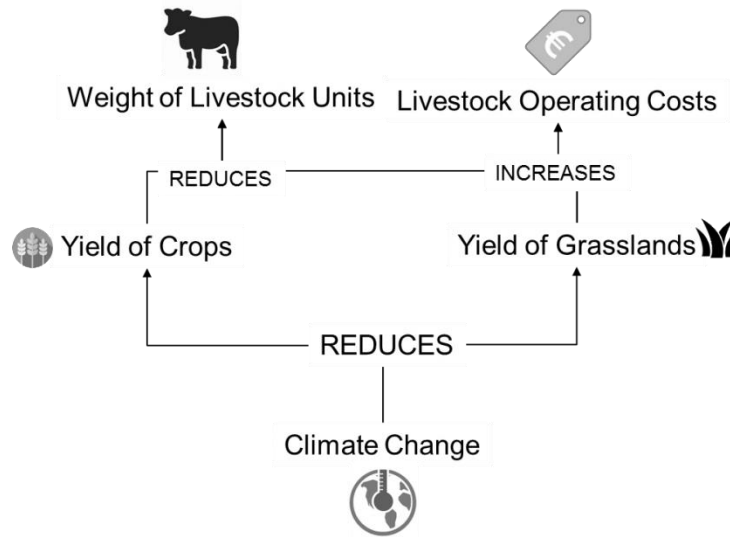 Weight of Livestock Units
Livestock Operating Costs
REDUCES
INCREASES
Yield of Crops
Yield of Grasslands
REDUCES
Climate Change